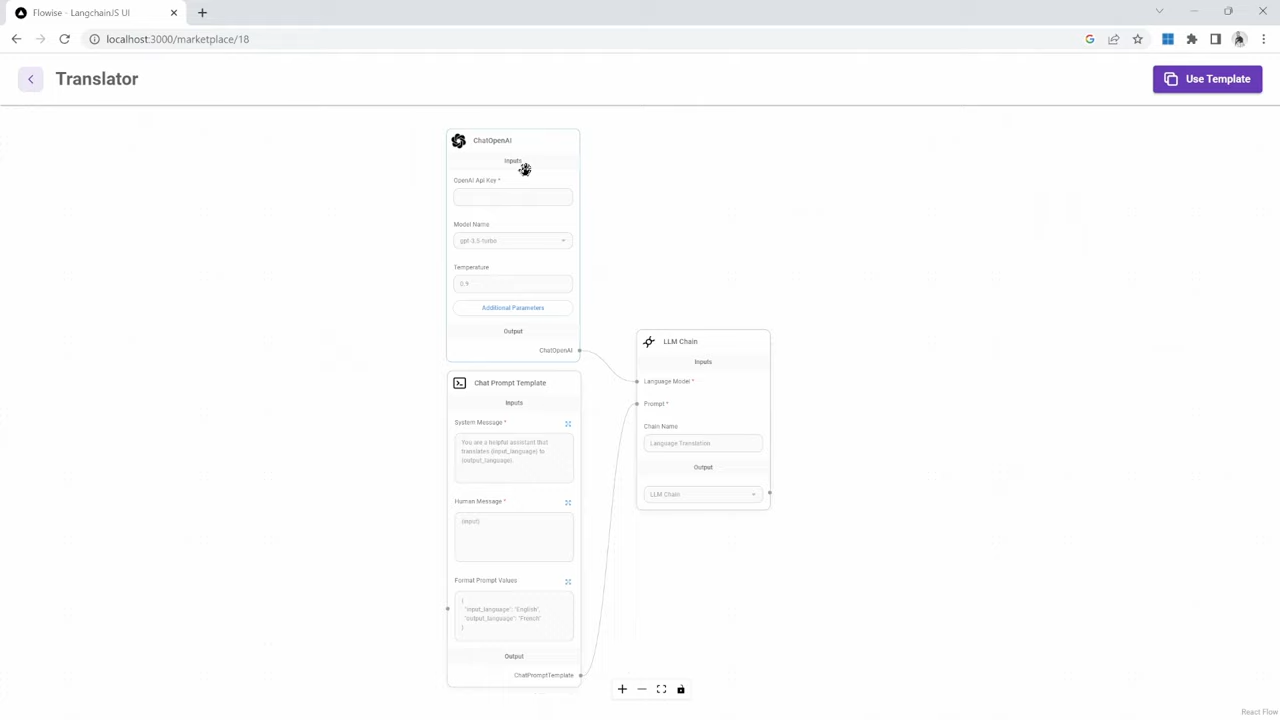 Flowise - LangchainJS UI
localhost:3000/marketplace/18
Translator
Use Template
ChatOpenAI
Inputs
OpenAI Api Key *
Model Name
gpt-3.5-turbo
Temperature
0.9
Additional Parameters
Output
ChatOpenAI
Chat Prompt Template
Inputs
System Message *
You are a helpful assistant that
translates {input_language} to
{output_language}.
Human Message *
{input}
Format Prompt Values
{
"input_language": "English",
"output_language": "French"
}
Output
ChatPromptTemplate
LLM Chain
Inputs
Language Model *
Prompt *
Chain Name
Language Translation
Output
LLM Chain
React Flow